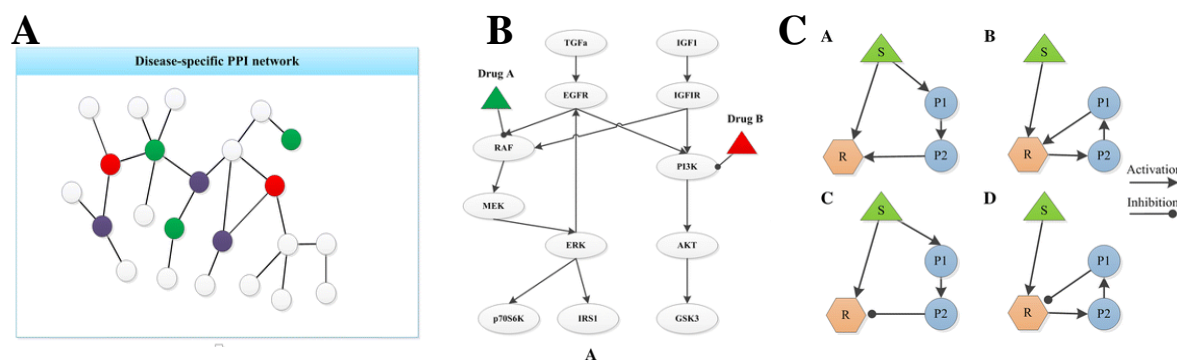 A
Disease-specific PPI network
B
TGFa
IGF1
Drug A
EGFR
IGFIR
Drug B
RAF
PI3K
MEK
ERK
AKT
p70S6K
IRS1
GSK3
A
C
A
S
P1
R
P2
B
S
P1
R
P2
Activation
Inhibition
C
S
P1
R
P2
D
S
P1
R
P2